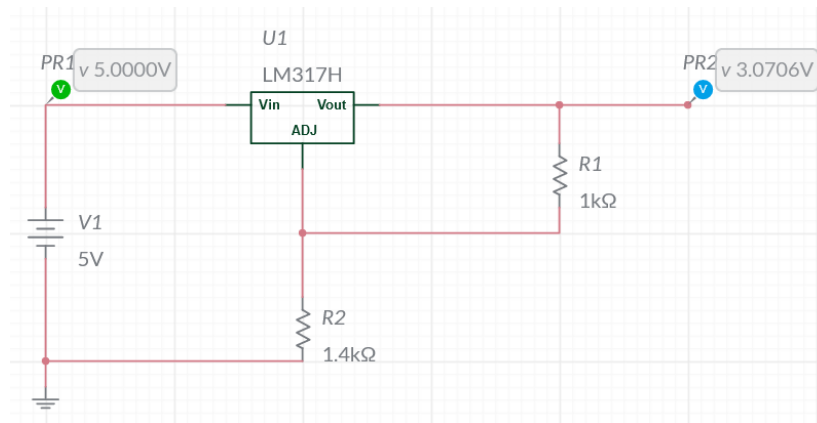 U1
PR1 v 5.0000V
LM317H
PR2 v 3.0706V
V
V
Vin Vout
ADJ
R1
1kΩ
V1
5V
R2
1.4kΩ